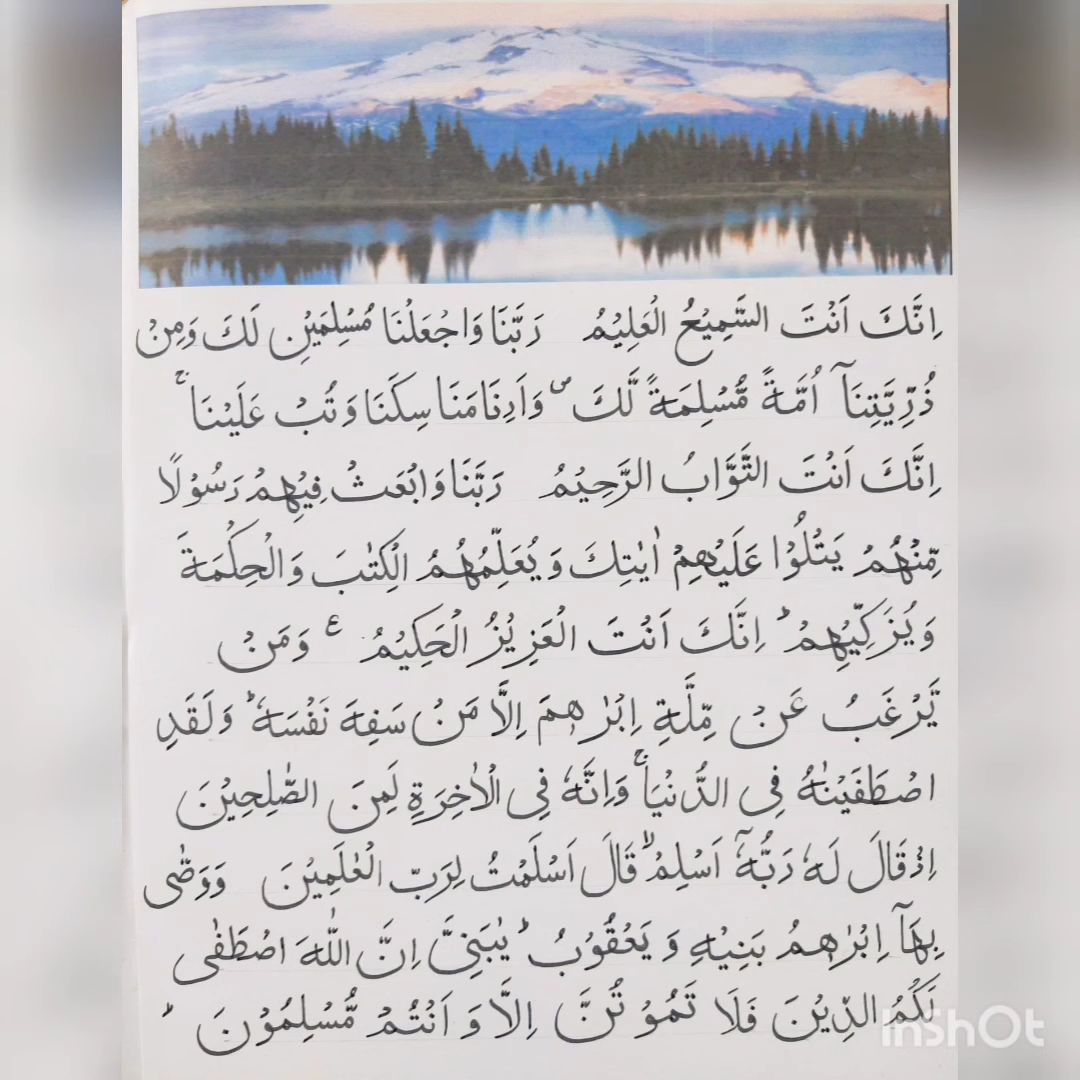 اِنَّكَ اَنْتَ السَّمِيْعُ الْعَلِيْمُ رَبَّنَا وَاجْعَلْنَا مُسْلِمَيْنِ لَكَ وَمِنْ
ذُرِّيَّتِنَآ اُمَّةً مُّسْلِمَةً لَّكَ ص وَاَرِنَا مَنَاسِكَنَا وَتُبْ عَلَيْنَا ۚ
اِنَّكَ اَنْتَ التَّوَّابُ الرَّحِيْمُ رَبَّنَا وَابْعَثْ فِيْهِمْ رَسُوْلًا
مِّنْهُمْ يَتْلُوْا عَلَيْهِمْ اٰيٰتِكَ وَيُعَلِّمُهُمُ الْكِتٰبَ وَالْحِكْمَةَ
وَيُزَكِّيْهِمْ ؕ اِنَّكَ اَنْتَ الْعَزِيْزُ الْحَكِيْمُ ع وَمَنْ
يَّرْغَبُ عَنْ مِّلَّةِ اِبْرٰهٖمَ اِلَّا مَنْ سَفِهَ نَفْسَهٗ ؕ وَلَقَدِ
اصْطَفَيْنٰهُ فِى الدُّنْيَا ۚ وَاِنَّهٗ فِى الْاٰخِرَةِ لَمِنَ الصّٰلِحِيْنَ
اِذْ قَالَ لَهٗ رَبُّهٗٓ اَسْلِمْ ۙ قَالَ اَسْلَمْتُ لِرَبِّ الْعٰلَمِيْنَ وَوَصّٰى
بِهَآ اِبْرٰهٖمُ بَنِيْهِ وَيَعْقُوْبُ ؕ يٰبَنِىَّ اِنَّ اللّٰهَ اصْطَفٰى
لَكُمُ الدِّيْنَ فَلَا تَمُوْتُنَّ اِلَّا وَاَنْتُمْ مُّسْلِمُوْنَ ؕ
InShOt